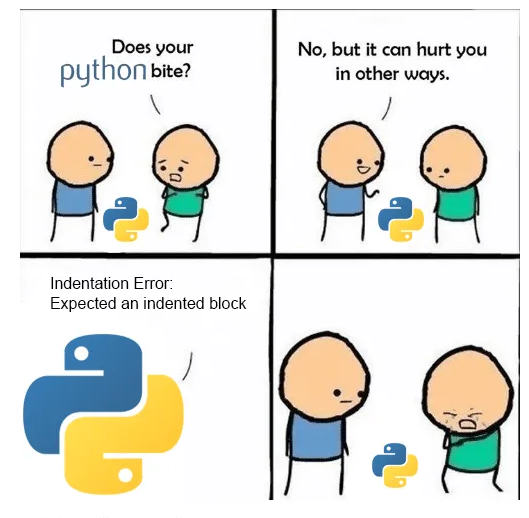 Does your
python bite?
No, but it can hurt you
in other ways.
Indentation Error:
Expected an indented block